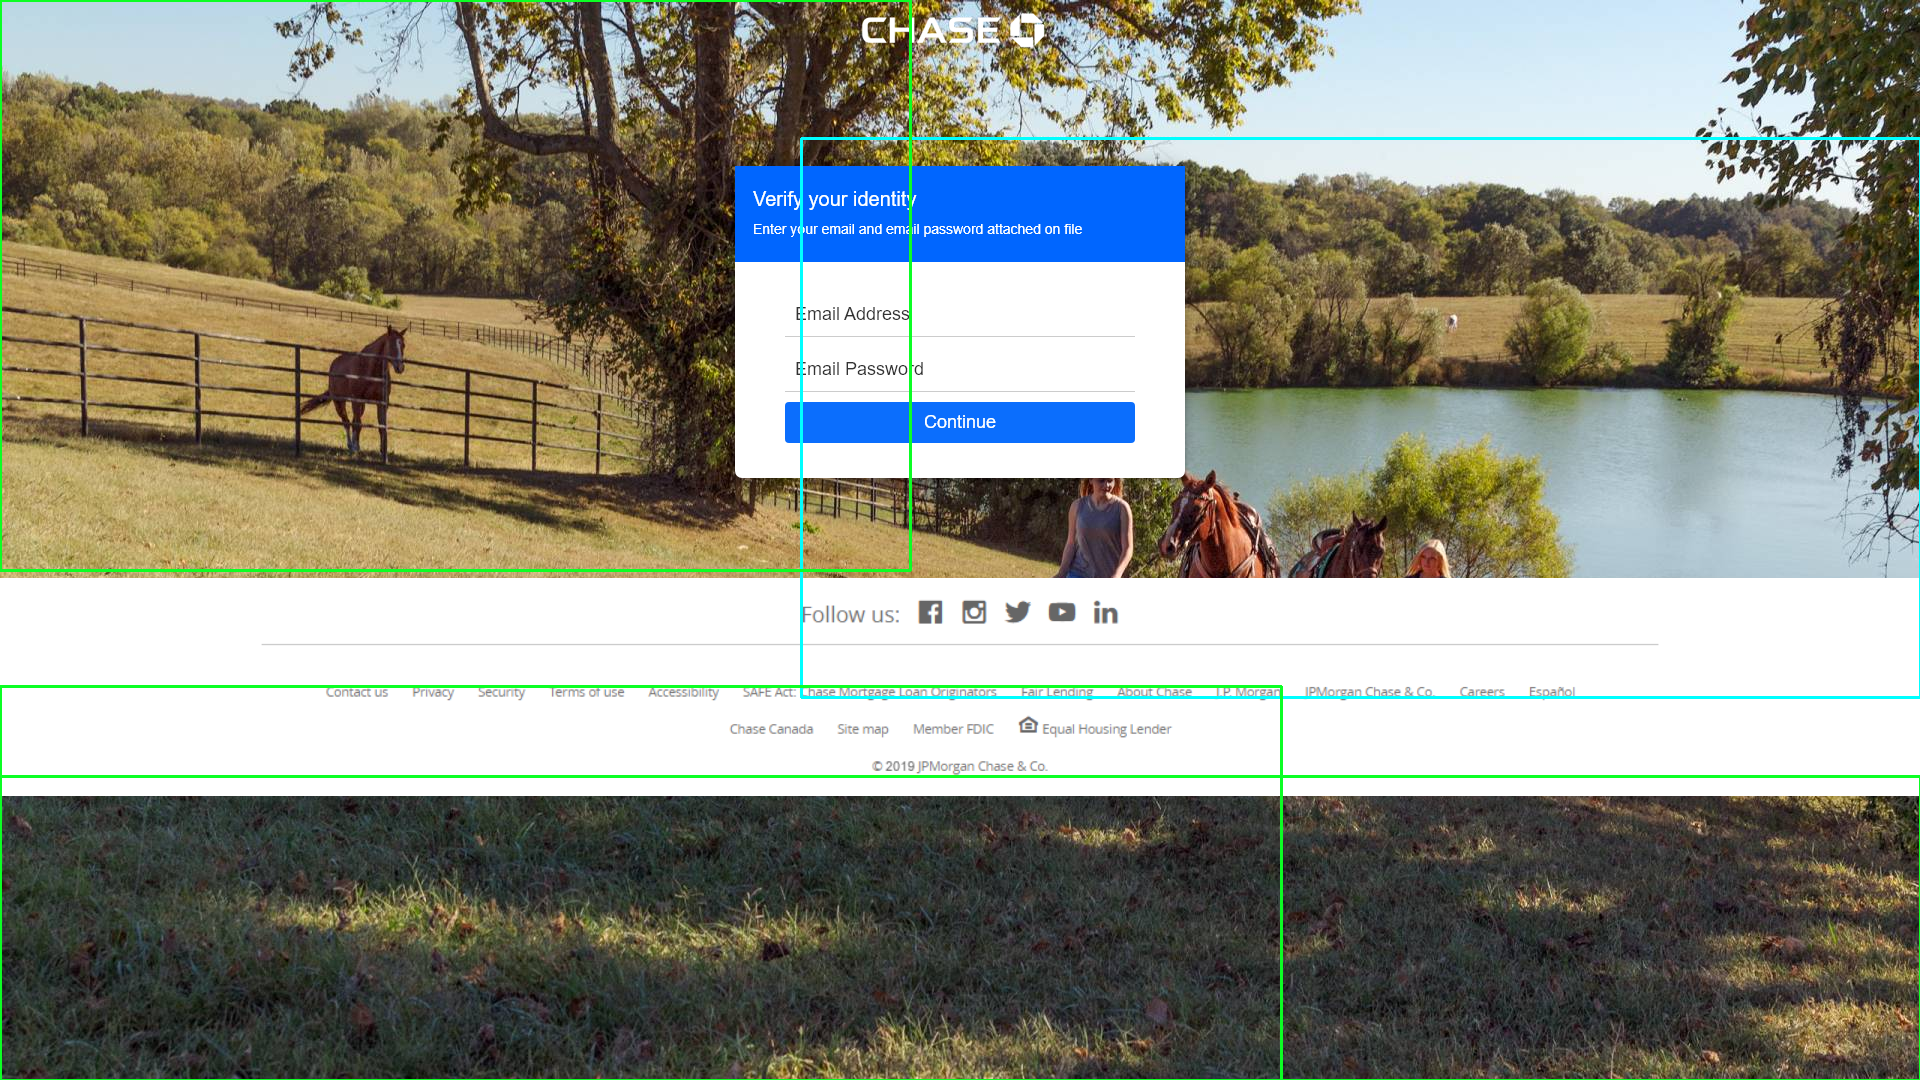 CHASE
Verify your identity
Enter your email and email password attached on file
Email Address
Email Password
Continue
Follow us:
Contact us Privacy Security Terms of use Accessibility SAFE Act: Chase Mortgage Loan Originators Fair Lending About Chase J.P. Morgan JPMorgan Chase & Co. Careers Español
Chase Canada Site map Member FDIC Equal Housing Lender
© 2019 JPMorgan Chase & Co.